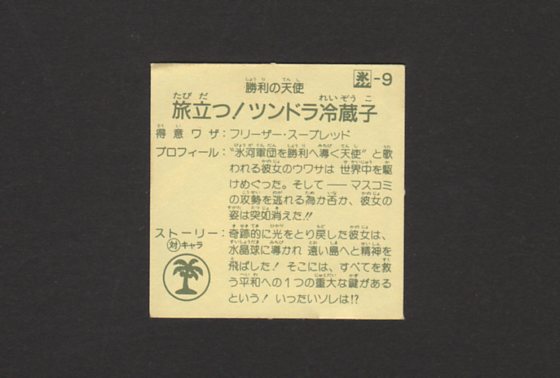 氷-9
勝利の天使
旅立つ!ツンドラ冷蔵子
得意ワザ:フリーザー・スープレッド
プロフィール:"氷河軍団を勝利へ導く天使"と歌
われる彼女のウワサは 世界中を駆
けめぐった。そして――マスコミ
の攻勢を逃れる為か否か、彼女の
姿は突如消えた!!
ストーリー:奇跡的に光をとり戻した彼女は、
水晶球に導かれ 遠い島へと精神を
飛ばした!そこには、すべてを救
う平和への1つの重大な鍵がある
という!いったいソレは!?
対キャラ